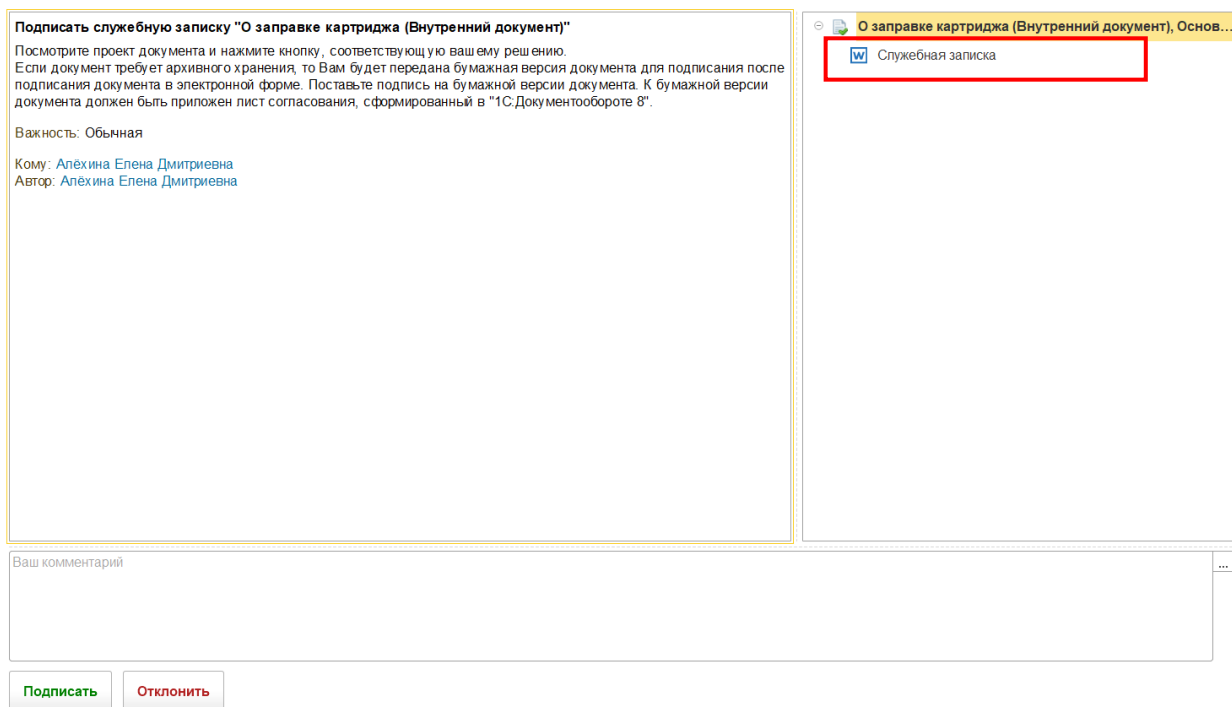 Подписать служебную записку "О заправке картриджа (Внутренний документ)"
Посмотрите проект документа и нажмите кнопку, соответствующую вашему решению.
Если документ требует архивного хранения, то Вам будет передана бумажная версия документа для подписания после
подписания документа в электронной форме. Поставьте подпись на бумажной версии документа. К бумажной версии
документа должен быть приложен лист согласования, сформированный в "1С:Документообороте 8".
Важность: Обычная
Кому: Алёхина Елена Дмитриевна
Автор: Алёхина Елена Дмитриевна
О заправке картриджа (Внутренний документ), Основ...
Служебная записка
Ваш комментарий
...
Подписать
Отклонить